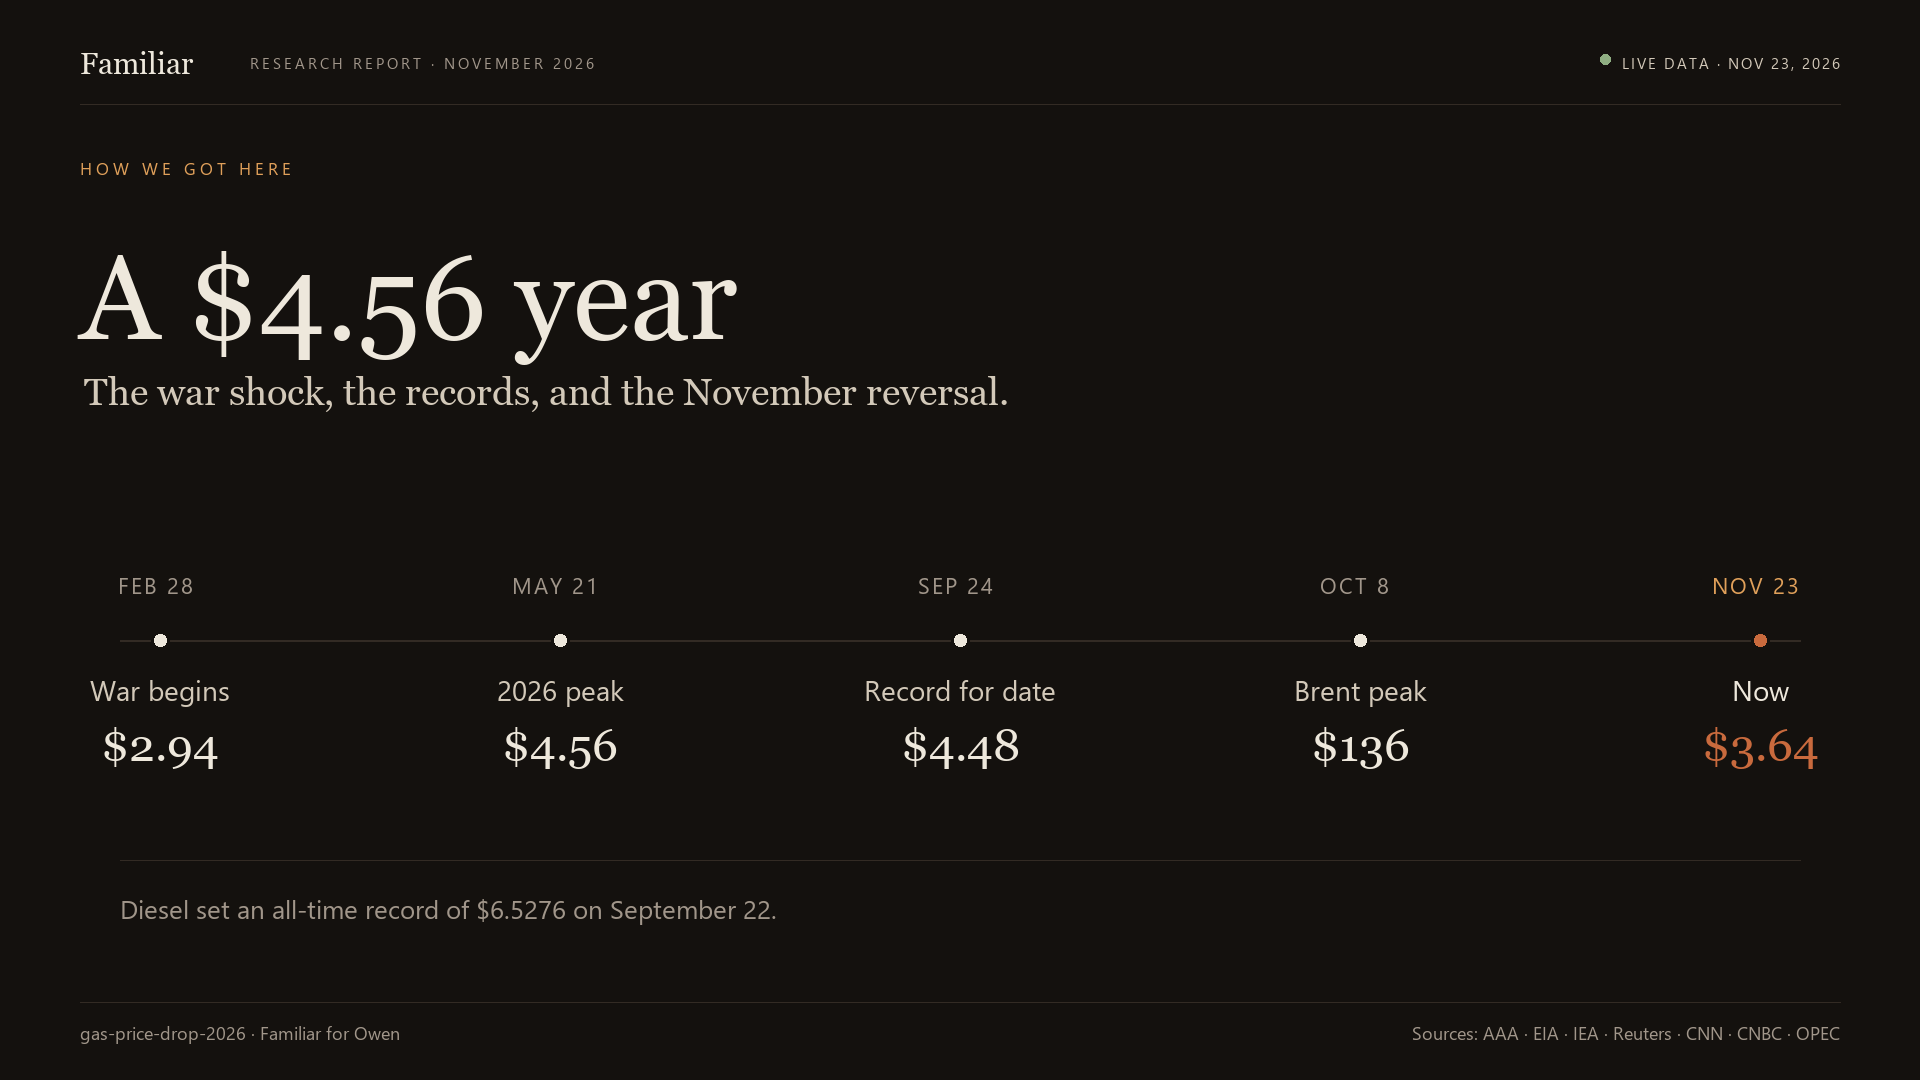 Familiar
RESEARCH REPORT · NOVEMBER 2026
LIVE DATA · NOV 23, 2026
HOW WE GOT HERE
A $4.56 year
The war shock, the records, and the November reversal.
FEB 28
MAY 21
SEP 24
OCT 8
NOV 23
War begins
2026 peak
Record for date
Brent peak
Now
$2.94
$4.56
$4.48
$136
$3.64
Diesel set an all-time record of $6.5276 on September 22.
gas-price-drop-2026 · Familiar for Owen
Sources: AAA · EIA · IEA · Reuters · CNN · CNBC · OPEC